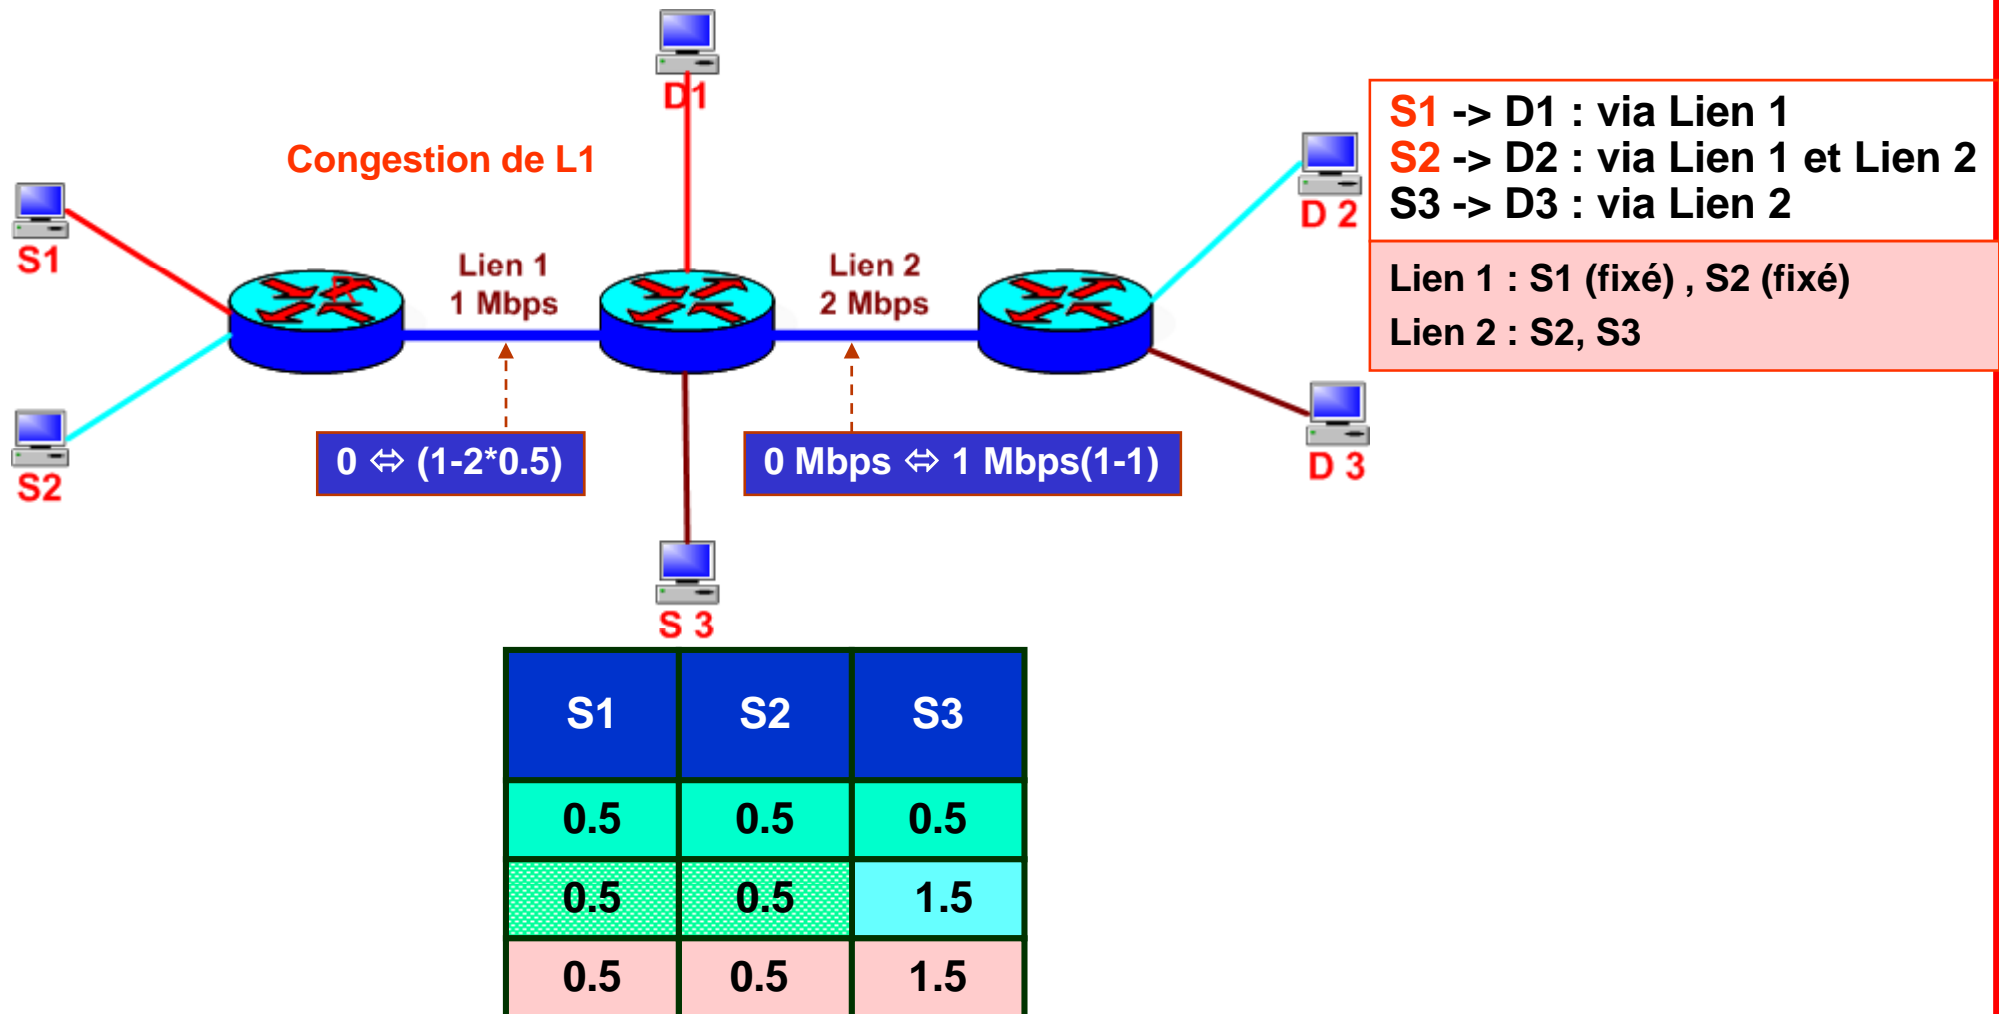 D1
S1 -> D1 : via Lien 1
S2 -> D2 : via Lien 1 et Lien 2
S3 -> D3 : via Lien 2
Congestion de L1
D 2
S1
Lien 1
1 Mbps
Lien 2
2 Mbps
Lien 1 : S1 (fixé) , S2 (fixé)
Lien 2 : S2, S3
R
S2
0 ⇔ (1-2*0.5)
0 Mbps ⇔ 1 Mbps(1-1)
D 3
S 3
S1 S2 S3
0.5 0.5 0.5
0.5 0.5 1.5
0.5 0.5 1.5